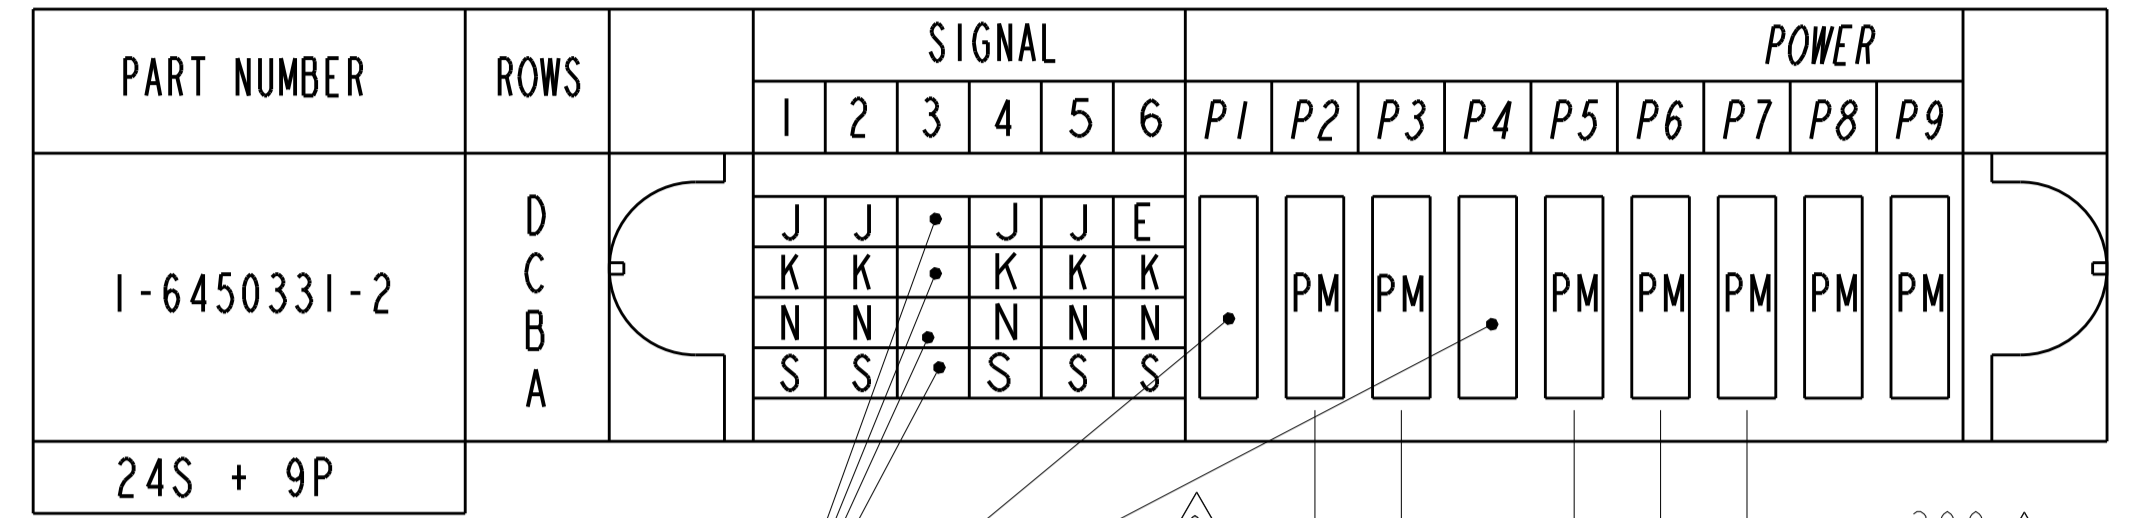 PART NUMBER ROWS SIGNAL POWER
1 2 3 4 5 6 P1 P2 P3 P4 P5 P6 P7 P8 P9
1-6450331-2
D J J J J E
C K K K K K
B N N N N N
A S S S S S
PM PM PM PM PM PM PM
24S + 9P